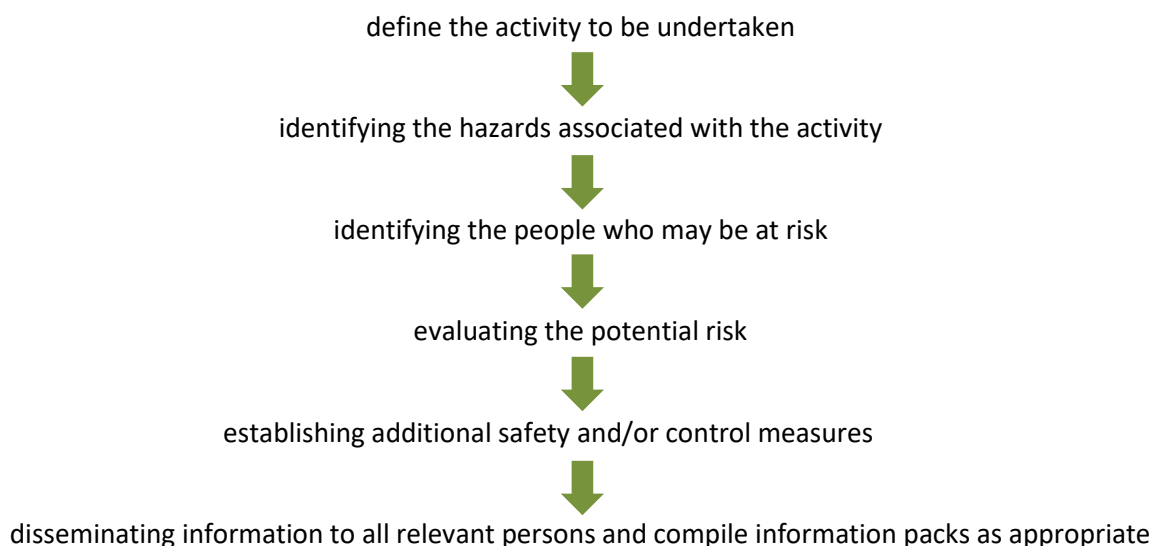 define the activity to be undertaken
identifying the hazards associated with the activity
identifying the people who may be at risk
evaluating the potential risk
establishing additional safety and/or control measures
disseminating information to all relevant persons and compile information packs as appropriate